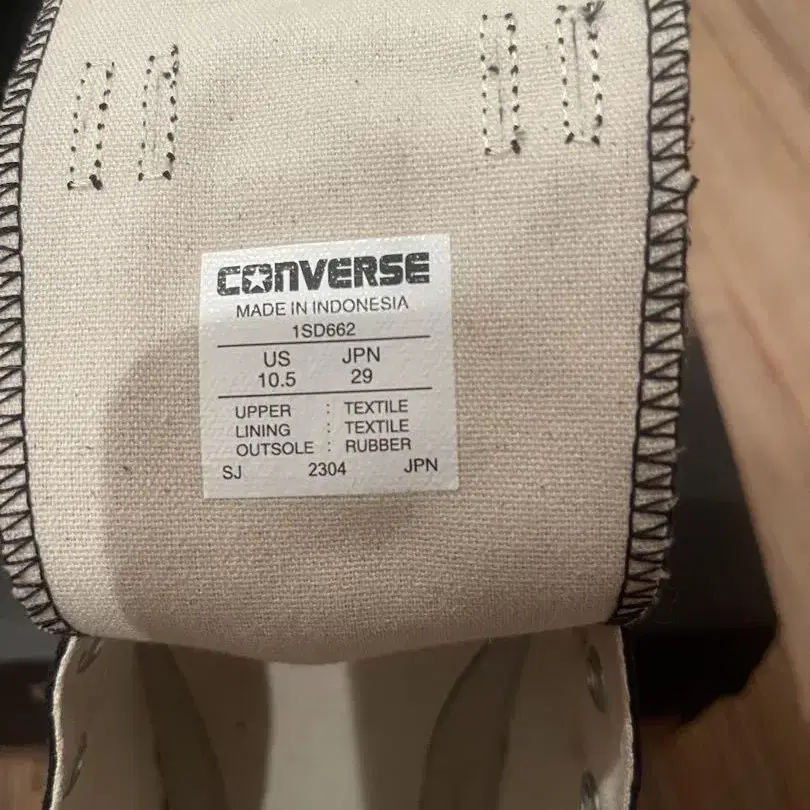 CONVERSE
MADE IN INDONESIA
1SD662
US JPN
10.5 29
UPPER : TEXTILE
LINING : TEXTILE
OUTSOLE : RUBBER
SJ 2304 JPN